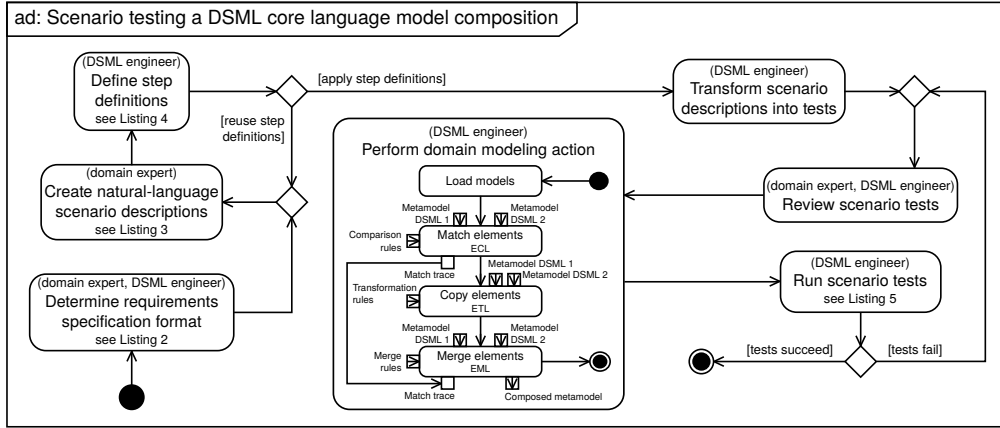 ad: Scenario testing a DSML core language model composition
(DSML engineer)
Define step
definitions
see Listing 4
[apply step definitions]
[reuse step
definitions]
(domain expert)
Create natural-language
scenario descriptions
see Listing 3
(domain expert, DSML engineer)
Determine requirements
specification format
see Listing 2
(DSML engineer)
Perform domain modeling action
Load models
Metamodel
DSML 1
Metamodel
DSML 2
Comparison
rules
Match elements
ECL
Match trace
Metamodel DSML 1
Metamodel DSML 2
Transformation
rules
Copy elements
ETL
Metamodel
DSML 1
Metamodel
DSML 2
Merge
rules
Merge elements
EML
Match trace
Composed metamodel
(DSML engineer)
Transform scenario
descriptions into tests
(domain expert, DSML engineer)
Review scenario tests
(DSML engineer)
Run scenario tests
see Listing 5
[tests succeed]
[tests fail]